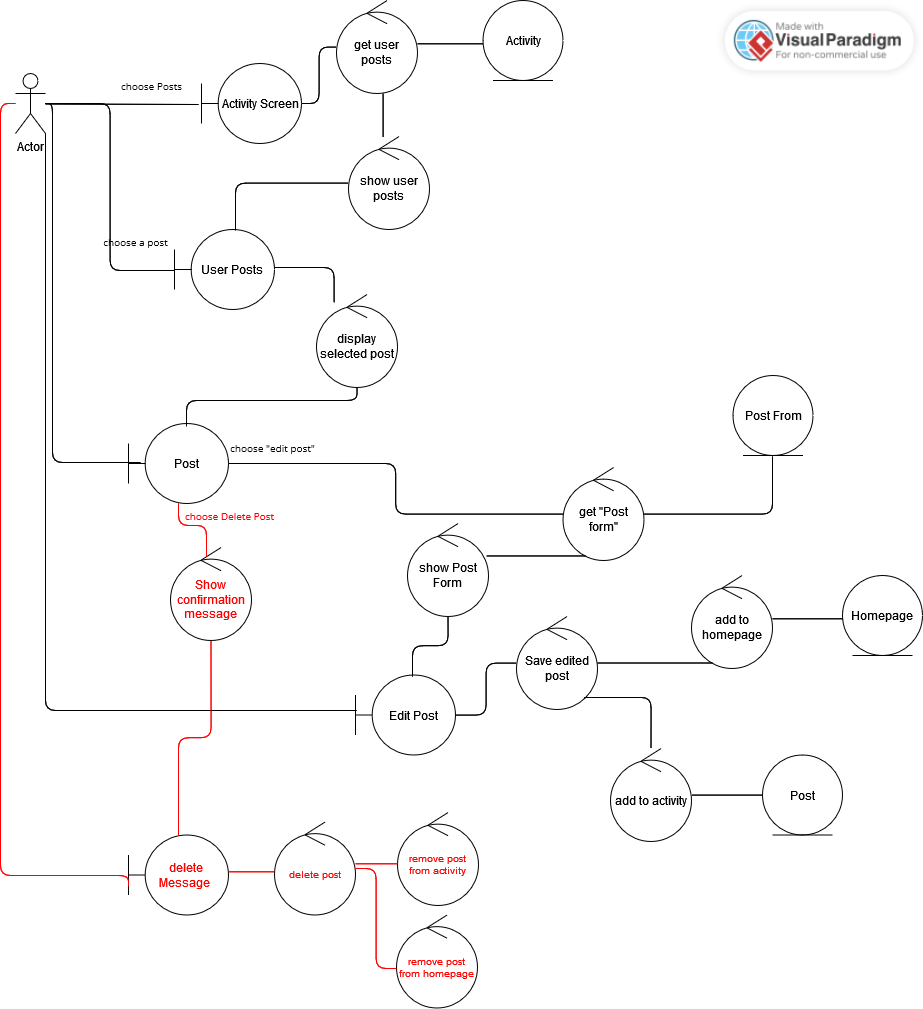 Made with
VisualParadigm
For non-commercial use
get user
posts
Activity
choose Posts
Activity Screen
Actor
show user
posts
choose a post
User Posts
display
selected post
Post From
choose "edit post"
Post
get "Post
form"
choose Delete Post
show Post
Form
Show
confirmation
message
add to
homepage
Homepage
Save edited
post
Edit Post
add to activity
Post
delete
Message
delete post
remove post
from activity
remove post
from homepage